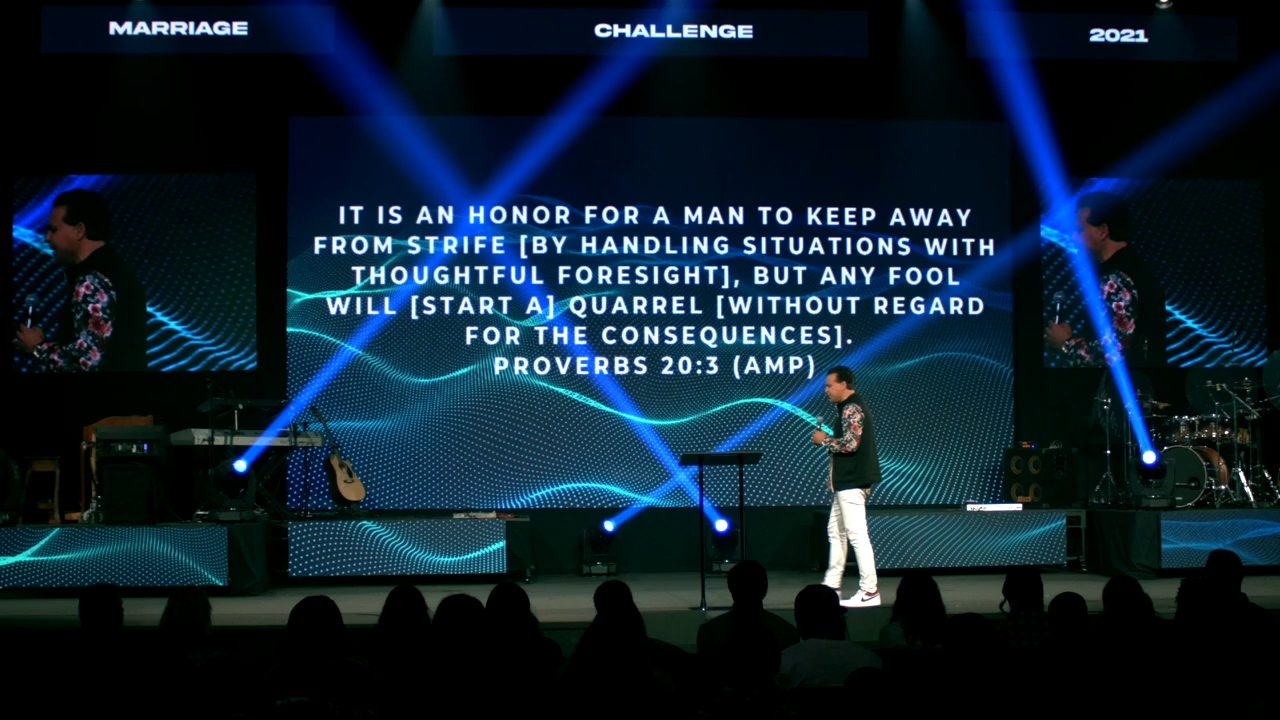 MARRIAGE
CHALLENGE
2021
IT IS AN HONOR FOR A MAN TO KEEP AWAY
FROM STRIFE [BY HANDLING SITUATIONS WITH
THOUGHTFUL FORESIGHT], BUT ANY FOOL
WILL [START A] QUARREL [WITHOUT REGARD
FOR THE CONSEQUENCES].
PROVERBS 20:3 (AMP)